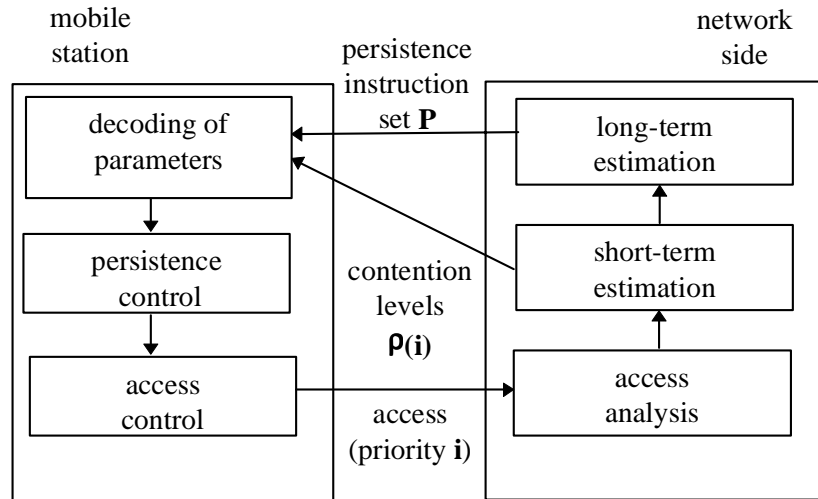 mobile
station
network
side
persistence
instruction
set P
decoding of
parameters
long-term
estimation
persistence
control
short-term
estimation
contention
levels
ρ(i)
access
control
access
analysis
access
(priority i)